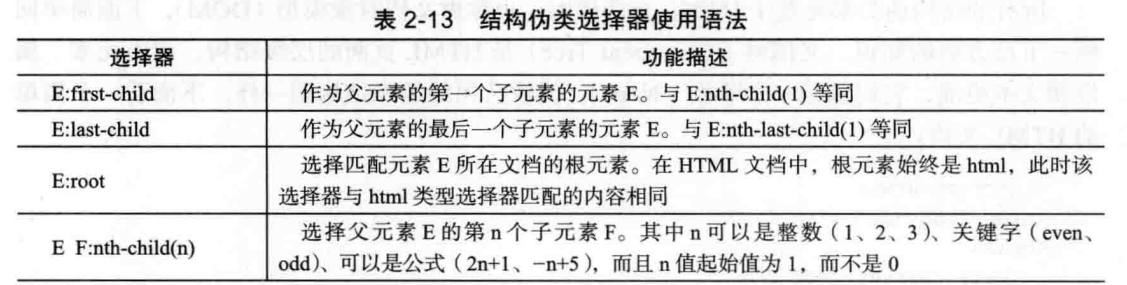 表 2-13 结构伪类选择器使用语法
选择器 功能描述
E:first-child 作为父元素的第一个子元素的元素 E。与 E:nth-child(1) 等同
E:last-child 作为父元素的最后一个子元素的元素 E。与 E:nth-last-child(1) 等同
E:root 选择匹配元素 E 所在文档的根元素。在 HTML 文档中，根元素始终是 html，此时该
选择器与 html 类型选择器匹配的内容相同
E F:nth-child(n) 选择父元素 E 的第 n 个子元素 F。其中 n 可以是整数（1、2、3）、关键字（even、
odd）、可以是公式（2n+1、−n+5），而且 n 值起始值为 1，而不是 0